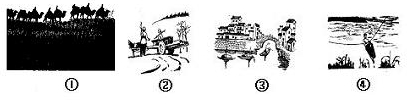 ① ② ③ ④